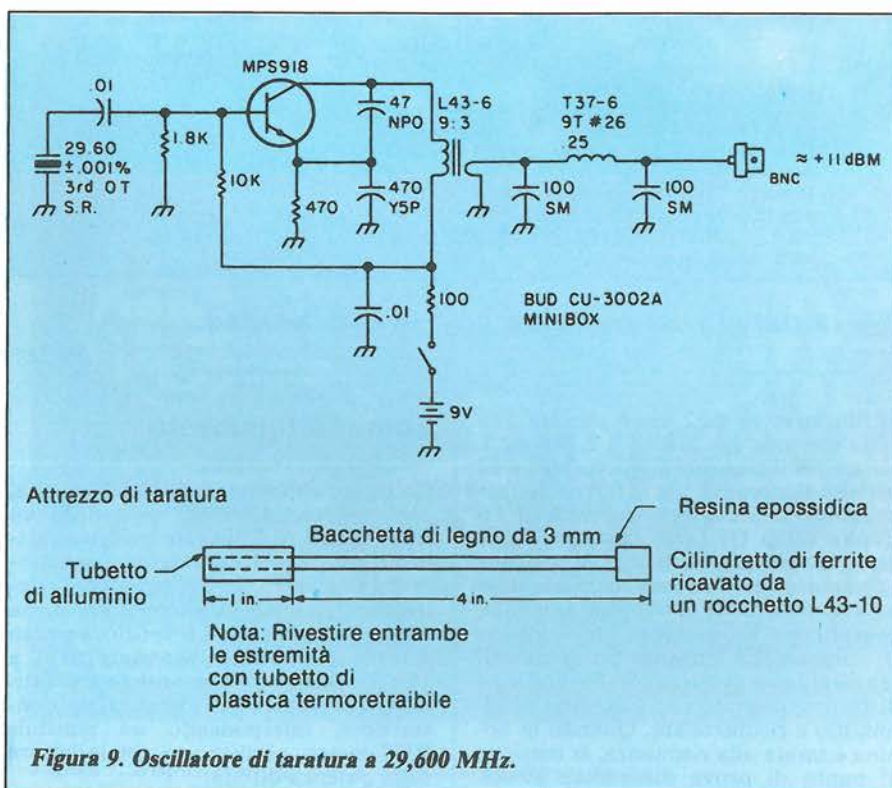 MPS918
.01
29.60
±.001%
3rd OT
S.R.
1.8K
10K
47
NPO
470
470
Y5P
L43-6
9:3
T37-6
9T #26
.25
100
SM
100
SM
BNC
≈ +11 dBM
.01
100
BUD CU-3002A
MINIBOX
9V
Attrezzo di taratura
Tubetto
di alluminio
Bacchetta di legno da 3 mm
Resina epossidica
Cilindretto di ferrite
ricavato da
un rocchetto L43-10
1 in.
4 in.
Nota: Rivestire entrambe
le estremità
con tubetto di
plastica termoretraibile
Figura 9. Oscillatore di taratura a 29,600 MHz.